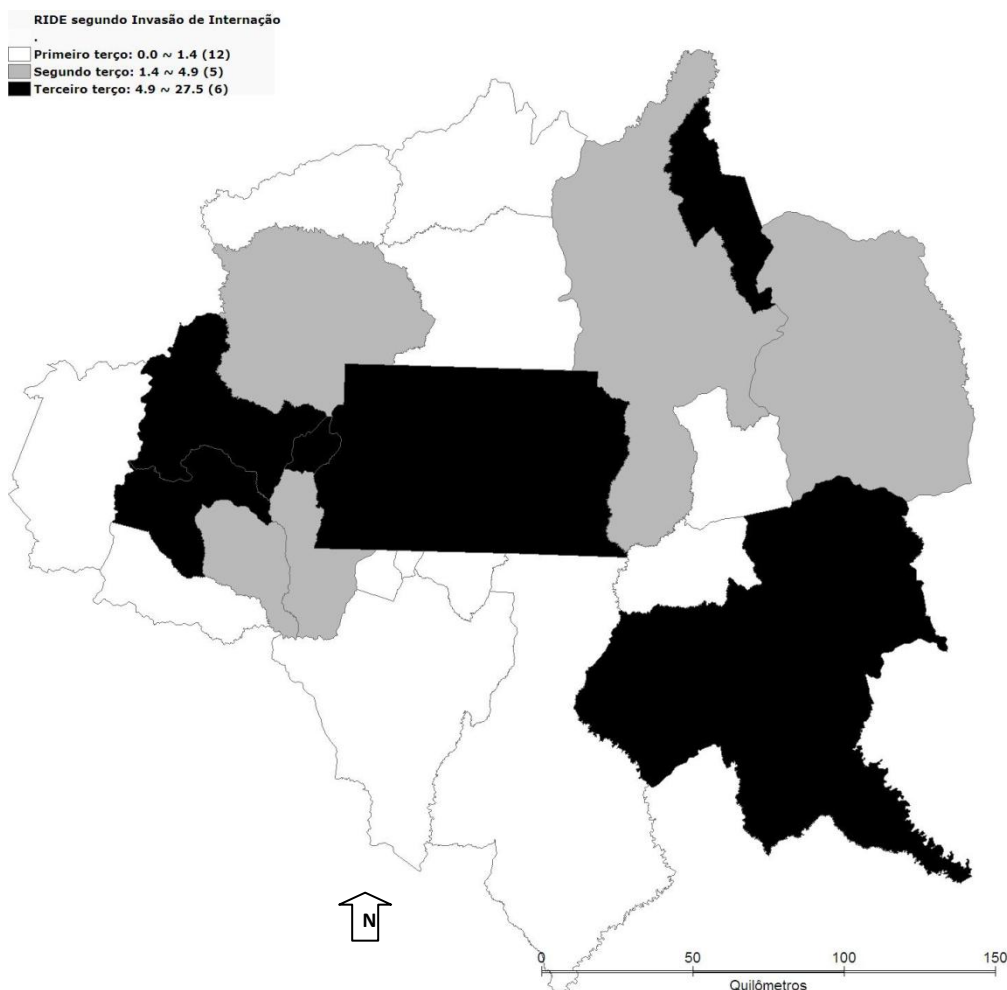 RIDE segundo Invasão de Internação
.
Primeiro terço: 0.0 ~ 1.4 (12)
Segundo terço: 1.4 ~ 4.9 (5)
Terceiro terço: 4.9 ~ 27.5 (6)
N
0 50 100 150
Quilômetros